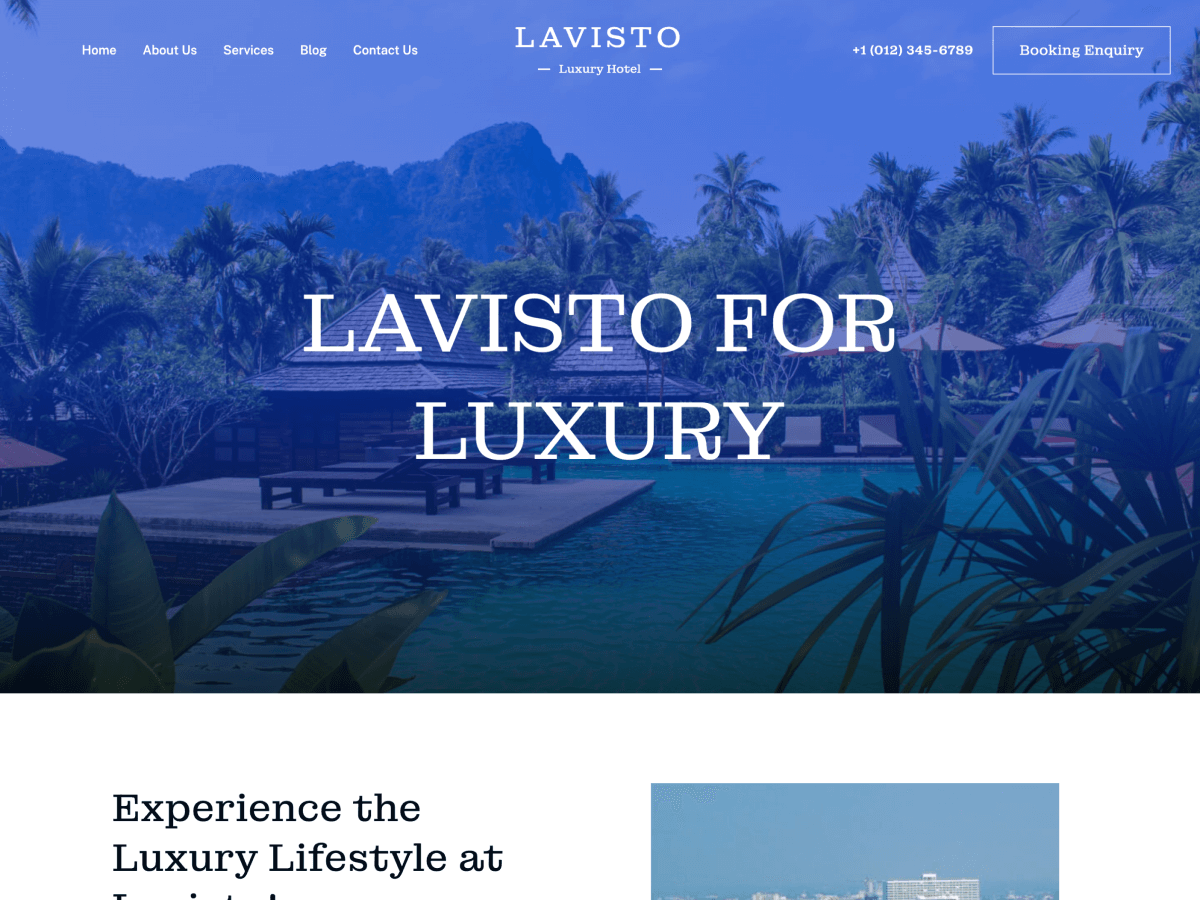 Home About Us Services Blog Contact Us
LAVISTO
Luxury Hotel
+1 (012) 345-6789
Booking Enquiry
LAVISTO FOR
LUXURY
Experience the
Luxury Lifestyle at